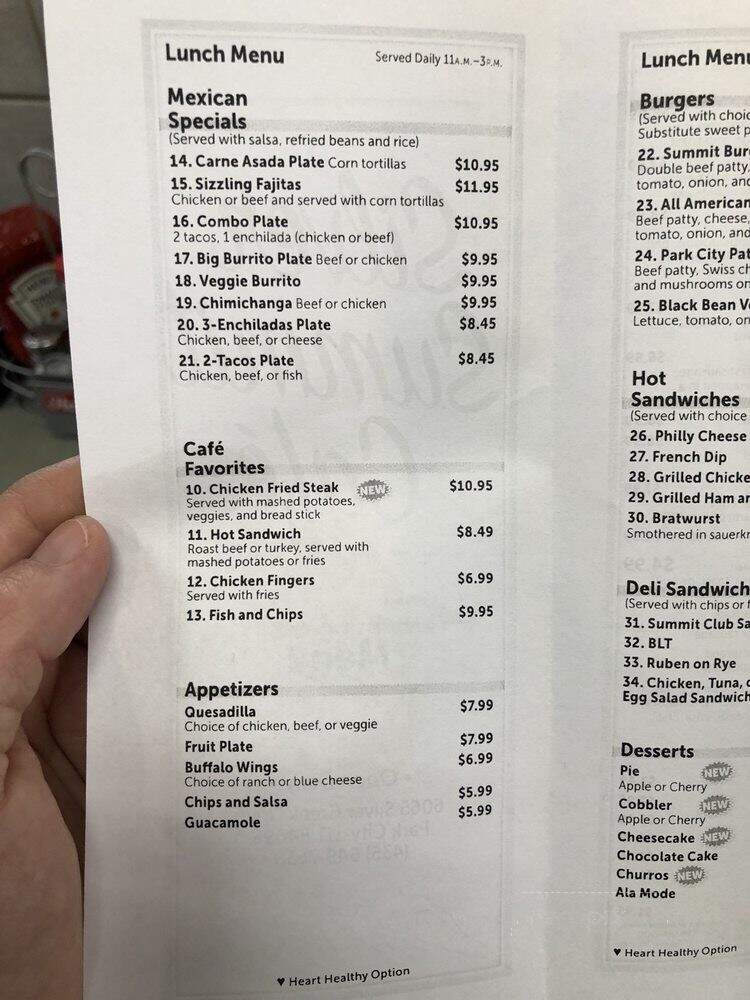 Lunch Menu Served Daily 11A.M.–3P.M.
Mexican
Specials
(Served with salsa, refried beans and rice)
14. Carne Asada Plate Corn tortillas $10.95
15. Sizzling Fajitas $11.95
Chicken or beef and served with corn tortillas
16. Combo Plate $10.95
2 tacos, 1 enchilada (chicken or beef)
17. Big Burrito Plate Beef or chicken $9.95
18. Veggie Burrito $9.95
19. Chimichanga Beef or chicken $9.95
20. 3-Enchiladas Plate $8.45
Chicken, beef, or cheese
21. 2-Tacos Plate $8.45
Chicken, beef, or fish
Café
Favorites
10. Chicken Fried Steak NEW $10.95
Served with mashed potatoes,
veggies, and bread stick
11. Hot Sandwich $8.49
Roast beef or turkey, served with
mashed potatoes or fries
12. Chicken Fingers $6.99
Served with fries
13. Fish and Chips $9.95
Appetizers
Quesadilla $7.99
Choice of chicken, beef, or veggie
Fruit Plate $7.99
Buffalo Wings $6.99
Choice of ranch or blue cheese
Chips and Salsa $5.99
Guacamole $5.99
♥ Heart Healthy Option
Lunch Menu
Burgers
(Served with choic
Substitute sweet p
22. Summit Bur
Double beef patty,
tomato, onion, and
23. All American
Beef patty, cheese,
tomato, onion, and
24. Park City Pat
Beef patty, Swiss ch
and mushrooms on
25. Black Bean Ve
Lettuce, tomato, on
Hot
Sandwiches
(Served with choice
26. Philly Cheese
27. French Dip
28. Grilled Chicke
29. Grilled Ham an
30. Bratwurst
Smothered in sauerkr
Deli Sandwich
(Served with chips or f
31. Summit Club Sa
32. BLT
33. Ruben on Rye
34. Chicken, Tuna, o
Egg Salad Sandwich
Desserts
Pie NEW
Apple or Cherry
Cobbler NEW
Apple or Cherry
Cheesecake NEW
Chocolate Cake
Churros NEW
Ala Mode
♥ Heart Healthy Option